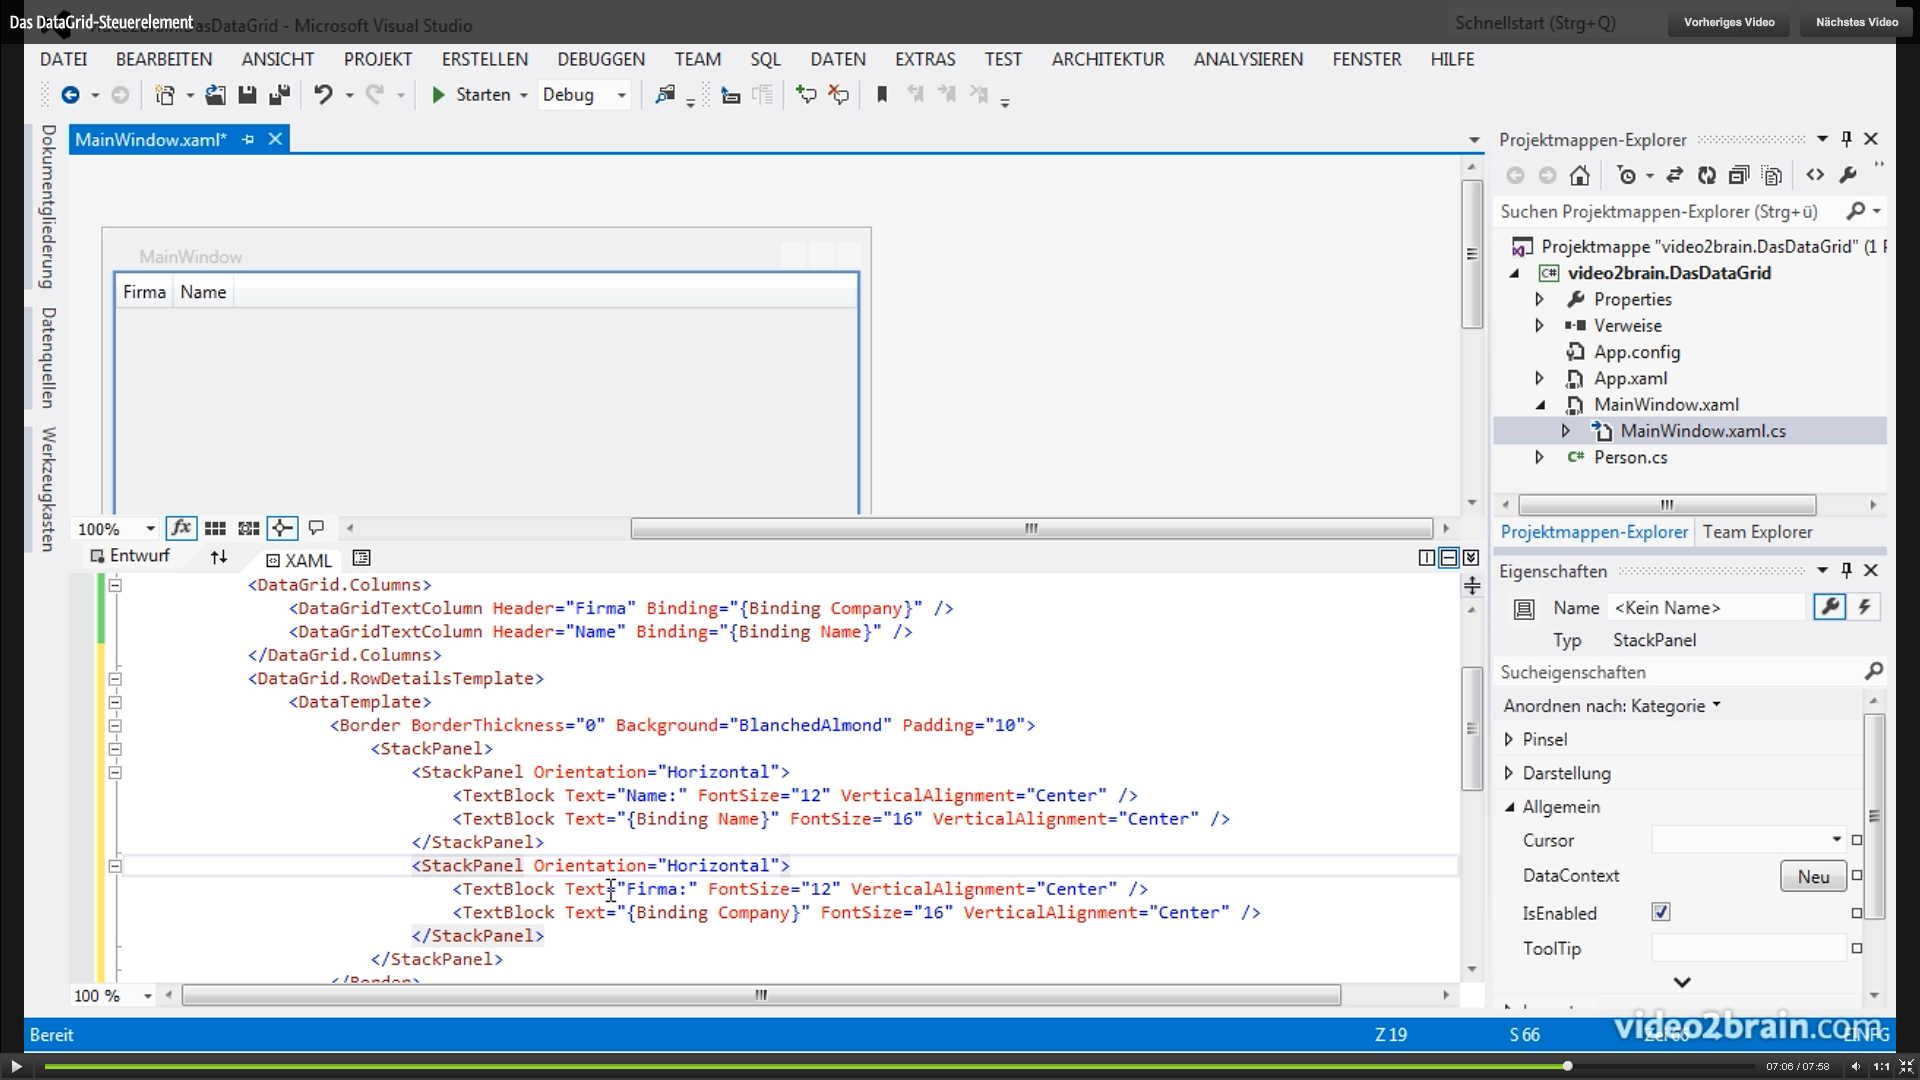 Das DataGrid-Steuerelement
DasDataGrid - Microsoft Visual Studio
Schnellstart (Strg+Q)
Vorheriges Video
Nächstes Video
DATEI BEARBEITEN ANSICHT PROJEKT ERSTELLEN DEBUGGEN TEAM SQL DATEN EXTRAS TEST ARCHITEKTUR ANALYSIEREN FENSTER HILFE
Starten Debug
Dokumentgliederung
Datenquellen
Werkzeugkasten
MainWindow.xaml*
MainWindow
Firma Name
100%
Entwurf
XAML
<DataGrid.Columns>
<DataGridTextColumn Header="Firma" Binding="{Binding Company}" />
<DataGridTextColumn Header="Name" Binding="{Binding Name}" />
</DataGrid.Columns>
<DataGrid.RowDetailsTemplate>
<DataTemplate>
<Border BorderThickness="0" Background="BlanchedAlmond" Padding="10">
<StackPanel>
<StackPanel Orientation="Horizontal">
<TextBlock Text="Name:" FontSize="12" VerticalAlignment="Center" />
<TextBlock Text="{Binding Name}" FontSize="16" VerticalAlignment="Center" />
</StackPanel>
<StackPanel Orientation="Horizontal">
<TextBlock Text="Firma:" FontSize="12" VerticalAlignment="Center" />
<TextBlock Text="{Binding Company}" FontSize="16" VerticalAlignment="Center" />
</StackPanel>
</StackPanel>
</Border>
100 %
Projektmappen-Explorer
Suchen Projektmappen-Explorer (Strg+ü)
Projektmappe "video2brain.DasDataGrid" (1
video2brain.DasDataGrid
Properties
Verweise
App.config
App.xaml
MainWindow.xaml
MainWindow.xaml.cs
Person.cs
Projektmappen-Explorer Team Explorer
Eigenschaften
Name <Kein Name>
Typ StackPanel
Sucheigenschaften
Anordnen nach: Kategorie
Pinsel
Darstellung
Allgemein
Cursor
DataContext Neu
IsEnabled
ToolTip
Bereit
Z 19
S 66
video2brain.com
07:06 / 07:58
1:1